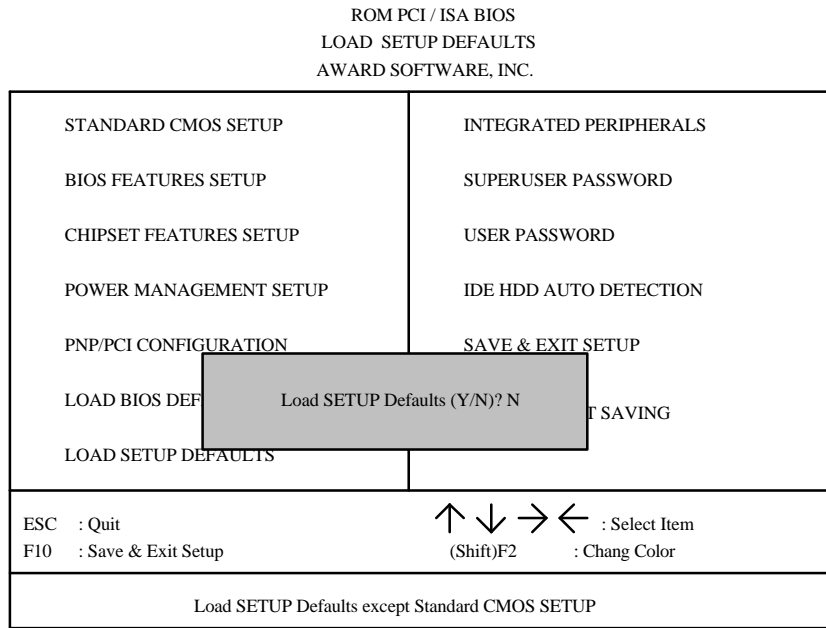 ROM PCI / ISA BIOS
LOAD SETUP DEFAULTS
AWARD SOFTWARE, INC.
STANDARD CMOS SETUP
BIOS FEATURES SETUP
CHIPSET FEATURES SETUP
POWER MANAGEMENT SETUP
PNP/PCI CONFIGURATION
LOAD BIOS DEF
LOAD SETUP DEFAULTS
INTEGRATED PERIPHERALS
SUPERUSER PASSWORD
USER PASSWORD
IDE HDD AUTO DETECTION
SAVE & EXIT SETUP
T SAVING
Load SETUP Defaults (Y/N)? N
ESC : Quit
F10 : Save & Exit Setup
↑ ↓ → ← : Select Item
(Shift)F2 : Chang Color
Load SETUP Defaults except Standard CMOS SETUP